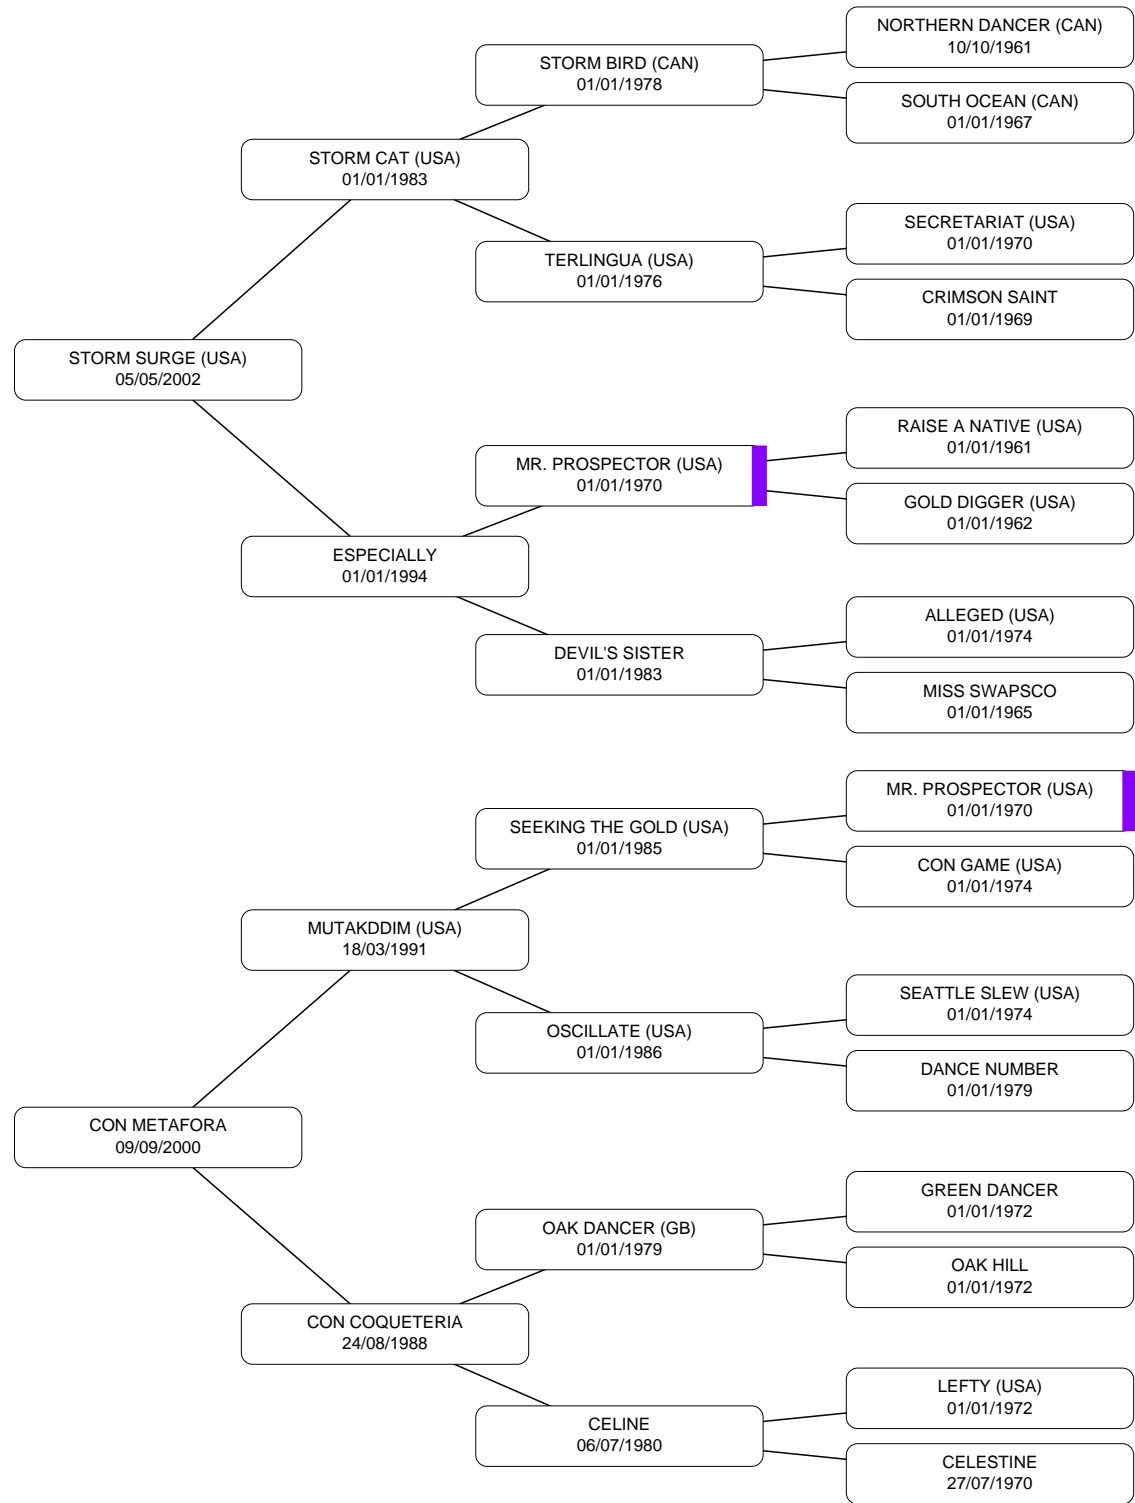 NORTHERN DANCER (CAN)
10/10/1961
STORM BIRD (CAN)
01/01/1978
SOUTH OCEAN (CAN)
01/01/1967
STORM CAT (USA)
01/01/1983
SECRETARIAT (USA)
01/01/1970
TERLINGUA (USA)
01/01/1976
CRIMSON SAINT
01/01/1969
STORM SURGE (USA)
05/05/2002
RAISE A NATIVE (USA)
01/01/1961
MR. PROSPECTOR (USA)
01/01/1970
GOLD DIGGER (USA)
01/01/1962
ESPECIALLY
01/01/1994
ALLEGED (USA)
01/01/1974
DEVIL'S SISTER
01/01/1983
MISS SWAPSCO
01/01/1965
MR. PROSPECTOR (USA)
01/01/1970
SEEKING THE GOLD (USA)
01/01/1985
CON GAME (USA)
01/01/1974
MUTAKDDIM (USA)
18/03/1991
SEATTLE SLEW (USA)
01/01/1974
OSCILLATE (USA)
01/01/1986
DANCE NUMBER
01/01/1979
CON METAFORA
09/09/2000
GREEN DANCER
01/01/1972
OAK DANCER (GB)
01/01/1979
OAK HILL
01/01/1972
CON COQUETERIA
24/08/1988
LEFTY (USA)
01/01/1972
CELINE
06/07/1980
CELESTINE
27/07/1970